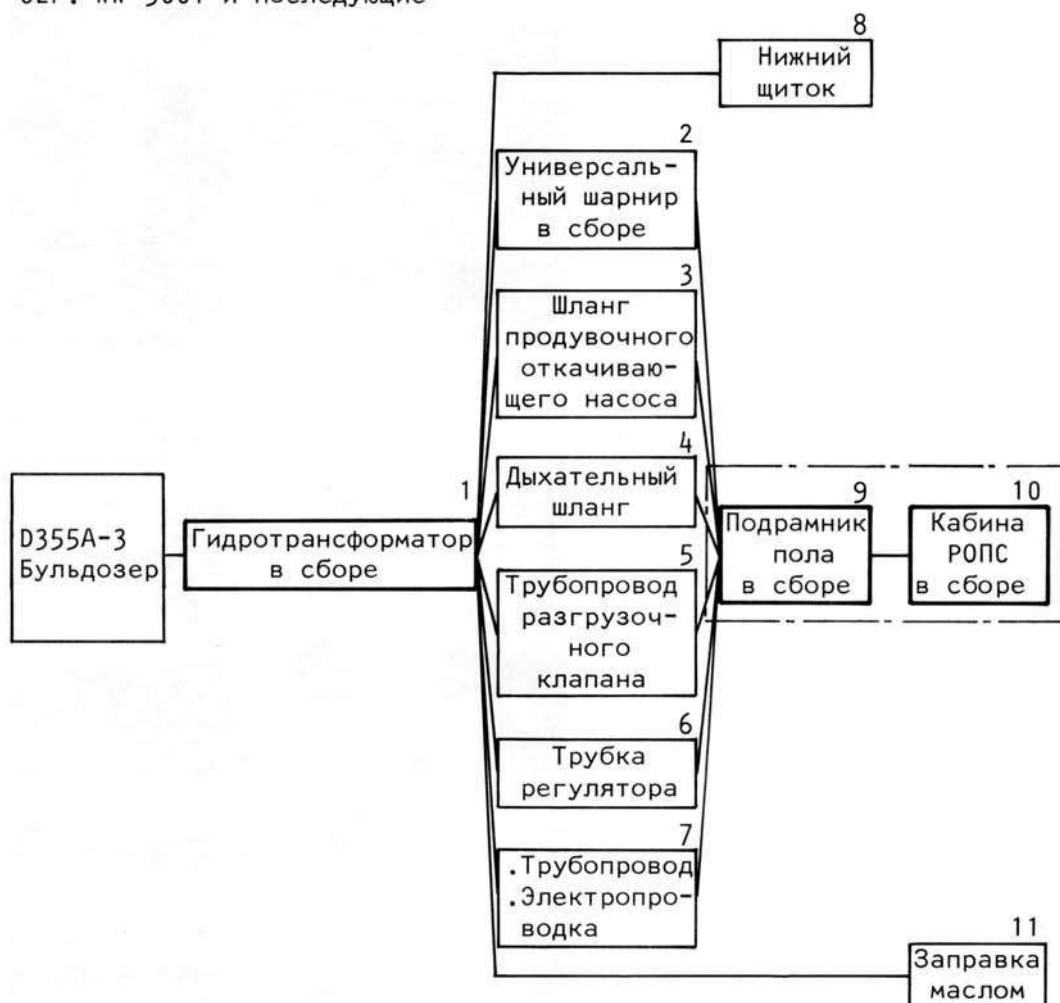 и последующие
8
Нижний
щиток
2
Универсаль-
ный шарнир
в сборе
3
Шланг
продувочного
откачиваю-
щего насоса
4
Дыхательный
шланг
1
Гидротрансформатор
в сборе
D355A-3
Бульдозер
5
Трубопровод
разгрузоч-
ного
клапана
9
Подрамник
пола
в сборе
10
Кабина
РОПС
в сборе
6
Трубка
регулятора
7
.Трубопровод
.Электропро-
водка
11
Заправка
маслом